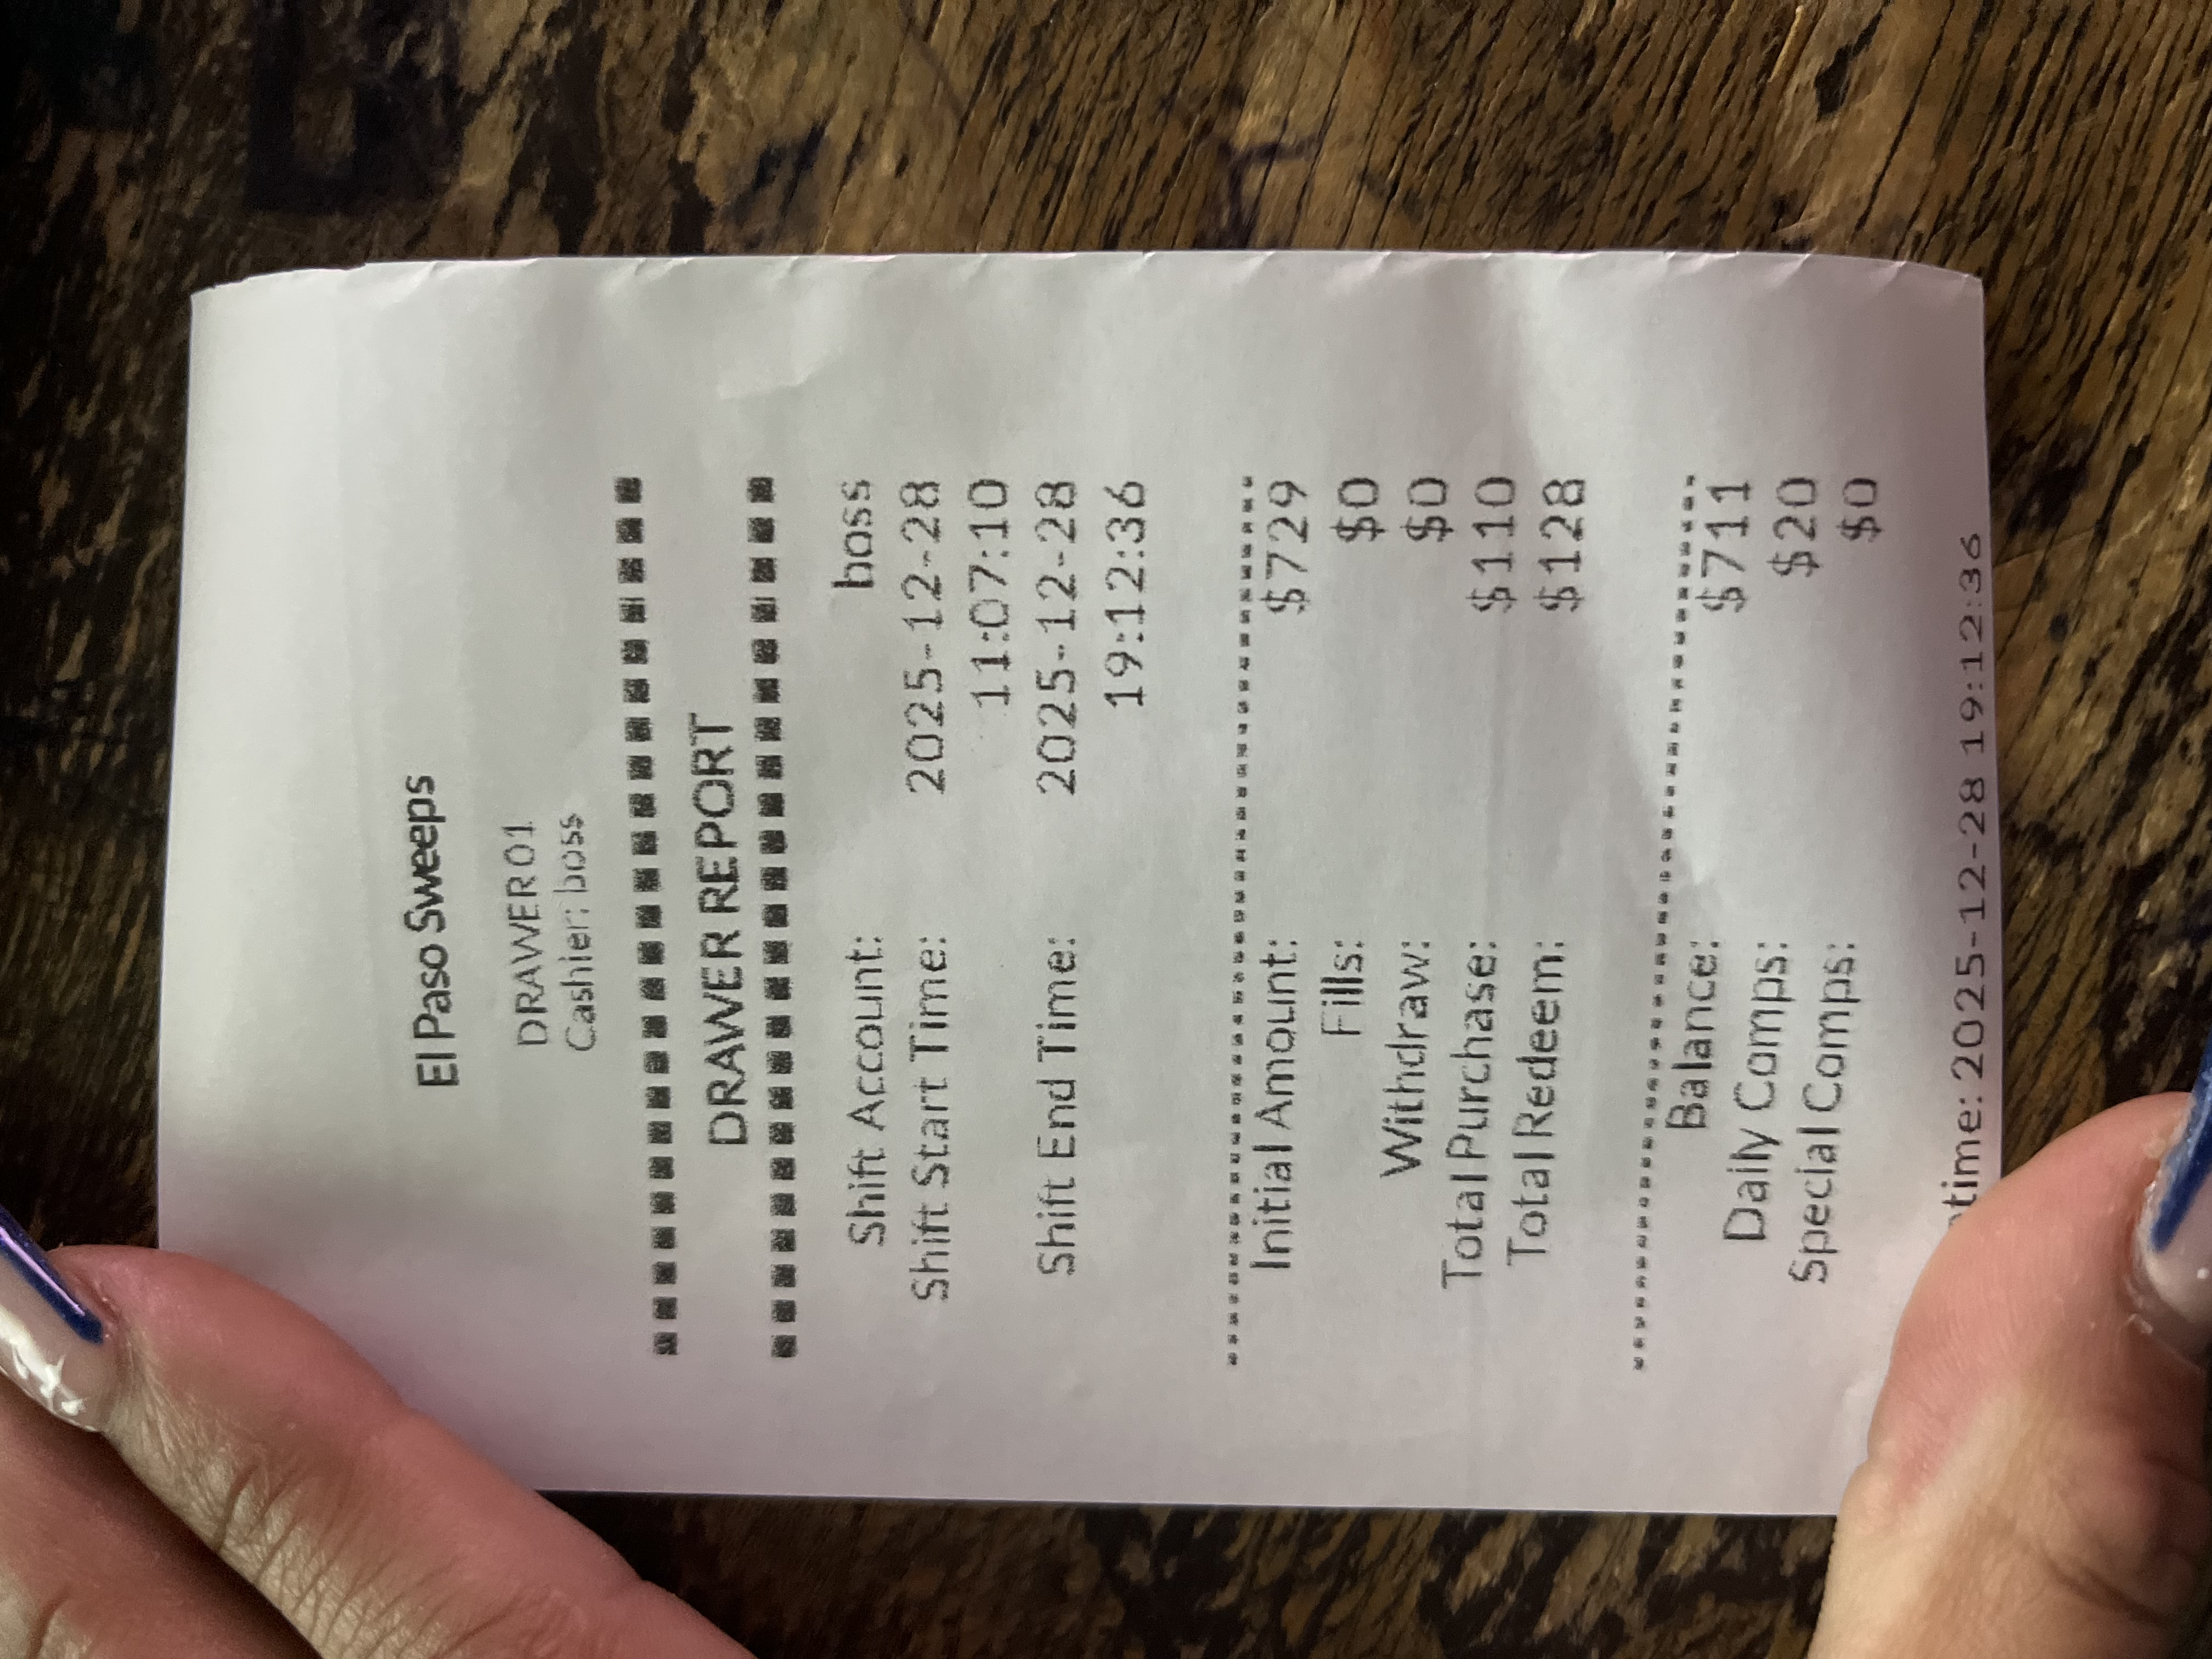 El Paso Sweeps
DRAWER01
Cashier: boss
DRAWER REPORT
Shift Account: boss
Shift Start Time: 2025-12-28
11:07:10
Shift End Time: 2025-12-28
19:12:36
Initial Amount: $729
Fills: $0
Withdraw: $0
Total Purchase: $110
Total Redeem: $128
Balance: $711
Daily Comps: $20
Special Comps: $0
time: 2025-12-28 19:12:36